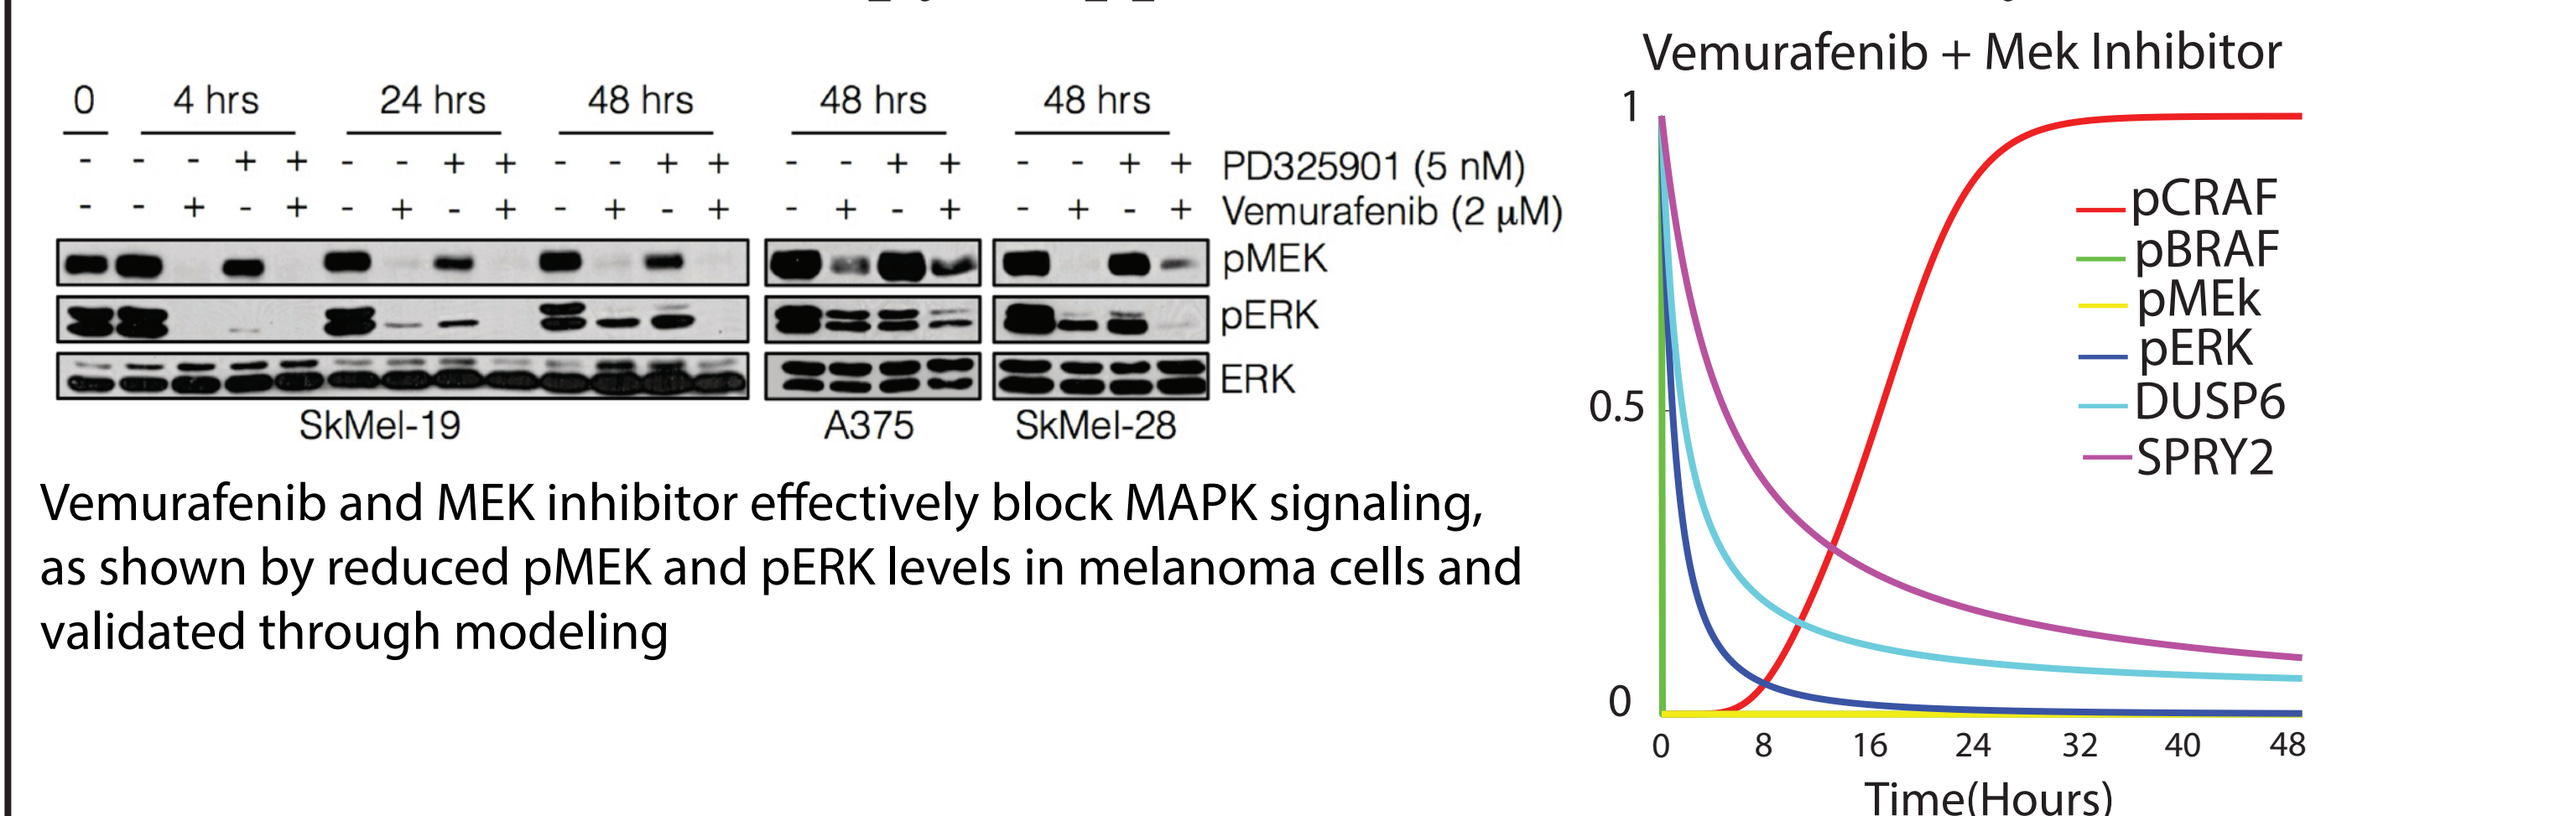 0 4 hrs 24 hrs 48 hrs 48 hrs 48 hrs
- - - + + - - + + - - + + - - + + - - + + PD325901 (5 nM)
- - + - + - + - + - + - + - + - + - + - + Vemurafenib (2 μM)
pMEK
pERK
ERK
SkMel-19 A375 SkMel-28
Vemurafenib and MEK inhibitor effectively block MAPK signaling,
as shown by reduced pMEK and pERK levels in melanoma cells and
validated through modeling
Vemurafenib + Mek Inhibitor
1
0.5
0
pCRAF
pBRAF
pMEk
pERK
DUSP6
SPRY2
0 8 16 24 32 40 48
Time(Hours)